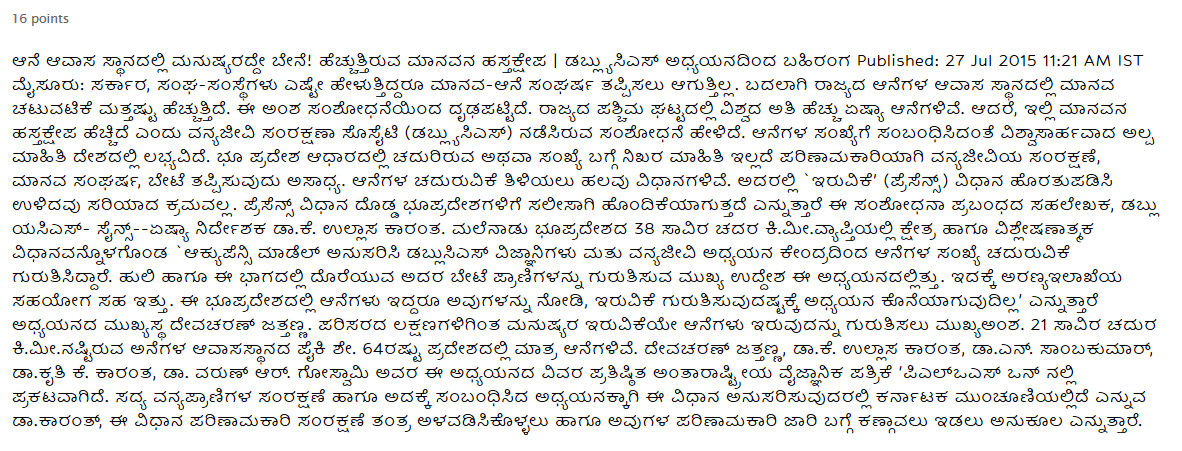 16 points
ಆನೆ ಆವಾಸ ಸ್ಥಾನದಲ್ಲಿ ಮನುಷ್ಯರದ್ದೇ ಬೇನೆ! ಹೆಚ್ಚುತ್ತಿರುವ ಮಾನವನ ಹಸ್ತಕ್ಷೇಪ | ಡಬ್ಲ್ಯುಸಿಎಸ್ ಅಧ್ಯಯನದಿಂದ ಬಹಿರಂಗ Published: 27 Jul 2015 11:21 AM IST
ಮೈಸೂರು: ಸರ್ಕಾರ, ಸಂಘ-ಸಂಸ್ಥೆಗಳು ಎಷ್ಟೇ ಹೇಳುತ್ತಿದ್ದರೂ ಮಾನವ-ಆನೆ ಸಂಘರ್ಷ ತಪ್ಪಿಸಲು ಆಗುತ್ತಿಲ್ಲ. ಬದಲಾಗಿ ರಾಜ್ಯದ ಆನೆಗಳ ಆವಾಸ ಸ್ಥಾನದಲ್ಲಿ ಮಾನವ
ಚಟುವಟಿಕೆ ಮತ್ತಷ್ಟು ಹೆಚ್ಚುತ್ತಿದೆ. ಈ ಅಂಶ ಸಂಶೋಧನೆಯಿಂದ ದೃಢಪಟ್ಟಿದೆ. ರಾಜ್ಯದ ಪಶ್ಚಿಮ ಘಟ್ಟದಲ್ಲಿ ವಿಶ್ವದ ಅತಿ ಹೆಚ್ಚು ಏಷ್ಯಾ ಆನೆಗಳಿವೆ. ಆದರೆ, ಇಲ್ಲಿ ಮಾನವನ
ಹಸ್ತಕ್ಷೇಪ ಹೆಚ್ಚಿದೆ ಎಂದು ವನ್ಯಜೀವಿ ಸಂರಕ್ಷಣಾ ಸೊಸೈಟಿ (ಡಬ್ಲ್ಯುಸಿಎಸ್) ನಡೆಸಿರುವ ಸಂಶೋಧನೆ ಹೇಳಿದೆ. ಆನೆಗಳ ಸಂಖ್ಯೆಗೆ ಸಂಬಂಧಿಸಿದಂತೆ ವಿಶ್ವಾಸಾರ್ಹವಾದ ಅಲ್ಪ
ಮಾಹಿತಿ ದೇಶದಲ್ಲಿ ಲಭ್ಯವಿದೆ. ಭೂ ಪ್ರದೇಶ ಆಧಾರದಲ್ಲಿ ಚದುರಿರುವ ಅಥವಾ ಸಂಖ್ಯೆ ಬಗ್ಗೆ ನಿಖರ ಮಾಹಿತಿ ಇಲ್ಲದೆ ಪರಿಣಾಮಕಾರಿಯಾಗಿ ವನ್ಯಜೀವಿಯ ಸಂರಕ್ಷಣೆ,
ಮಾನವ ಸಂಘರ್ಷ, ಬೇಟೆ ತಪ್ಪಿಸುವುದು ಅಸಾಧ್ಯ. ಆನೆಗಳ ಚದುರುವಿಕೆ ತಿಳಿಯಲು ಹಲವು ವಿಧಾನಗಳಿವೆ. ಅದರಲ್ಲಿ `ಇರುವಿಕೆ' (ಪ್ರೆಸೆನ್ಸ್) ವಿಧಾನ ಹೊರತುಪಡಿಸಿ
ಉಳಿದವು ಸರಿಯಾದ ಕ್ರಮವಲ್ಲ. ಪ್ರೆಸೆನ್ಸ್ ವಿಧಾನ ದೊಡ್ಡ ಭೂಪ್ರದೇಶಗಳಿಗೆ ಸಲೀಸಾಗಿ ಹೊಂದಿಕೆಯಾಗುತ್ತದೆ ಎನ್ನುತ್ತಾರೆ ಈ ಸಂಶೋಧನಾ ಪ್ರಬಂಧದ ಸಹಲೇಖಕ, ಡಬ್ಲು
ಯಸಿಎಸ್- ಸೈನ್ಸ್--ಏಷ್ಯಾ ನಿರ್ದೇಶಕ ಡಾ.ಕೆ. ಉಲ್ಲಾಸ ಕಾರಂತ. ಮಲೆನಾಡು ಭೂಪ್ರದೇಶದ 38 ಸಾವಿರ ಚದರ ಕಿ.ಮೀ.ವ್ಯಾಪ್ತಿಯಲ್ಲಿ ಕ್ಷೇತ್ರ ಹಾಗೂ ವಿಶ್ಲೇಷಣಾತ್ಮಕ
ವಿಧಾನವನ್ನೊಳಗೊಂಡ `ಆಕ್ಯುಪೆನ್ಸಿ ಮಾಡೆಲ್ ಅನುಸರಿಸಿ ಡಬ್ಲುಸಿಎಸ್ ವಿಜ್ಞಾನಿಗಳು ಮತು ವನ್ಯಜೀವಿ ಅಧ್ಯಯನ ಕೇಂದ್ರದಿಂದ ಆನೆಗಳ ಸಂಖ್ಯೆ ಚದುರುವಿಕೆ
ಗುರುತಿಸಿದ್ದಾರೆ. ಹುಲಿ ಹಾಗೂ ಈ ಭಾಗದಲ್ಲಿ ದೊರೆಯುವ ಅದರ ಬೇಟೆ ಪ್ರಾಣಿಗಳನ್ನು ಗುರುತಿಸುವ ಮುಖ್ಯ ಉದ್ದೇಶ ಈ ಅಧ್ಯಯನದಲ್ಲಿತ್ತು. ಇದಕ್ಕೆ ಅರಣ್ಯಇಲಾಖೆಯ
ಸಹಯೋಗ ಸಹ ಇತ್ತು. ಈ ಭೂಪ್ರದೇಶದಲ್ಲಿ ಆನೆಗಳು ಇದ್ದರೂ ಅವುಗಳನ್ನು ನೋಡಿ, ಇರುವಿಕೆ ಗುರುತಿಸುವುದಷ್ಟಕ್ಕೆ ಅಧ್ಯಯನ ಕೊನೆಯಾಗುವುದಿಲ್ಲ' ಎನ್ನುತ್ತಾರೆ
ಅಧ್ಯಯನದ ಮುಖ್ಯಸ್ಥ ದೇವಚರಣ್ ಜತ್ತಣ್ಣ. ಪರಿಸರದ ಲಕ್ಷಣಗಳಿಗಿಂತ ಮನುಷ್ಯರ ಇರುವಿಕೆಯೇ ಆನೆಗಳು ಇರುವುದನ್ನು ಗುರುತಿಸಲು ಮುಖ್ಯಅಂಶ. 21 ಸಾವಿರ ಚದುರ
ಕಿ.ಮೀ.ನಷ್ಟಿರುವ ಅನೆಗಳ ಆವಾಸಸ್ಥಾನದ ಪೈಕಿ ಶೇ. 64ರಷ್ಟು ಪ್ರದೇಶದಲ್ಲಿ ಮಾತ್ರ ಆನೆಗಳಿವೆ. ದೇವಚರಣ್ ಜತ್ತಣ್ಣ, ಡಾ.ಕೆ. ಉಲ್ಲಾಸ ಕಾರಂತ, ಡಾ.ಎನ್. ಸಾಂಬಕುಮಾರ್,
ಡಾ.ಕೃತಿ ಕೆ. ಕಾರಂತ, ಡಾ. ವರುಣ್ ಆರ್. ಗೋಸ್ವಾಮಿ ಅವರ ಈ ಅಧ್ಯಯನದ ವಿವರ ಪ್ರತಿಷ್ಠಿತ ಅಂತಾರಾಷ್ಟ್ರೀಯ ವೈಜ್ಞಾನಿಕ ಪತ್ರಿಕೆ 'ಪಿಎಲ್ಒಎಸ್ ಒನ್ ನಲ್ಲಿ
ಪ್ರಕಟವಾಗಿದೆ. ಸದ್ಯ ವನ್ಯಪ್ರಾಣಿಗಳ ಸಂರಕ್ಷಣೆ ಹಾಗೂ ಅದಕ್ಕೆ ಸಂಬಂಧಿಸಿದ ಅಧ್ಯಯನಕ್ಕಾಗಿ ಈ ವಿಧಾನ ಅನುಸರಿಸುವುದರಲ್ಲಿ ಕರ್ನಾಟಕ ಮುಂಚೂಣಿಯಲ್ಲಿದೆ ಎನ್ನುವ
ಡಾ.ಕಾರಂತ್, ಈ ವಿಧಾನ ಪರಿಣಾಮಕಾರಿ ಸಂರಕ್ಷಣೆ ತಂತ್ರ ಅಳವಡಿಸಿಕೊಳ್ಳಲು ಹಾಗೂ ಅವುಗಳ ಪರಿಣಾಮಕಾರಿ ಜಾರಿ ಬಗ್ಗೆ ಕಣ್ಗಾವಲು ಇಡಲು ಅನುಕೂಲ ಎನ್ನುತ್ತಾರೆ.